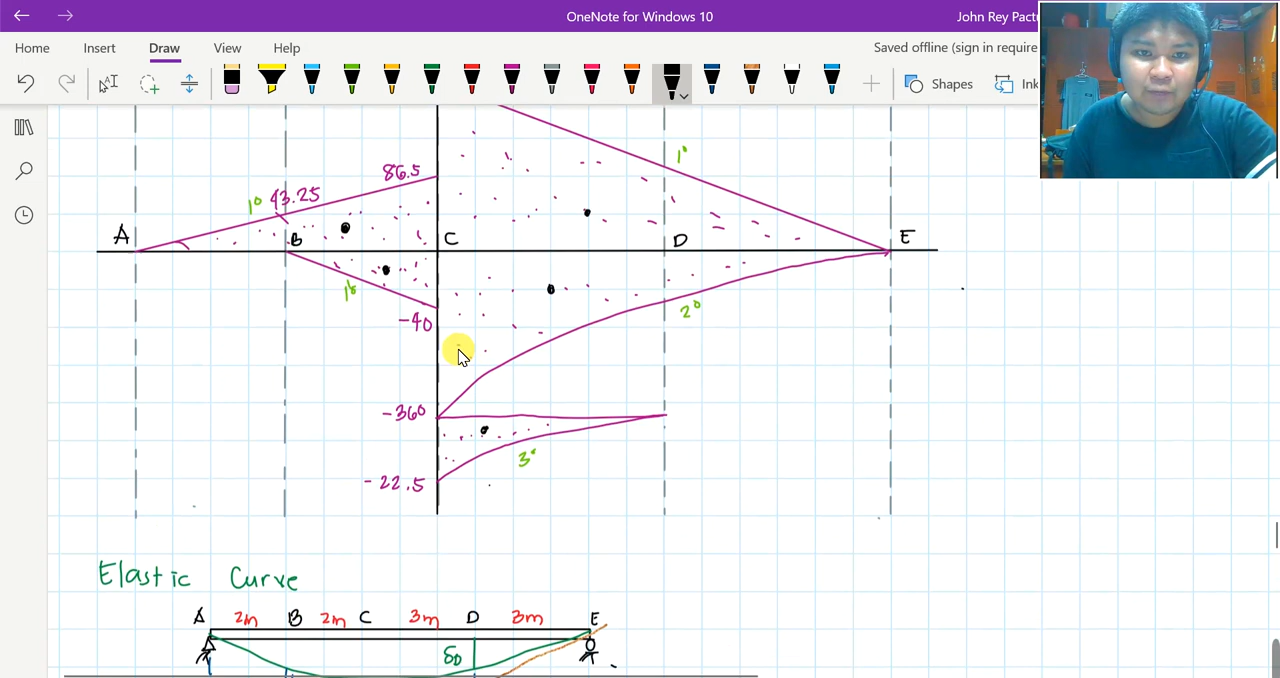 OneNote for Windows 10
John Rey Pact
Home Insert Draw View Help
Saved offline (sign in require
Shapes
Ink
1°
86.5
1° 43.25
A B C D E
1°
-40
2°
-360
3°
-22.5
Elastic Curve
A 2m B 2m C 3m D 3m E
δD